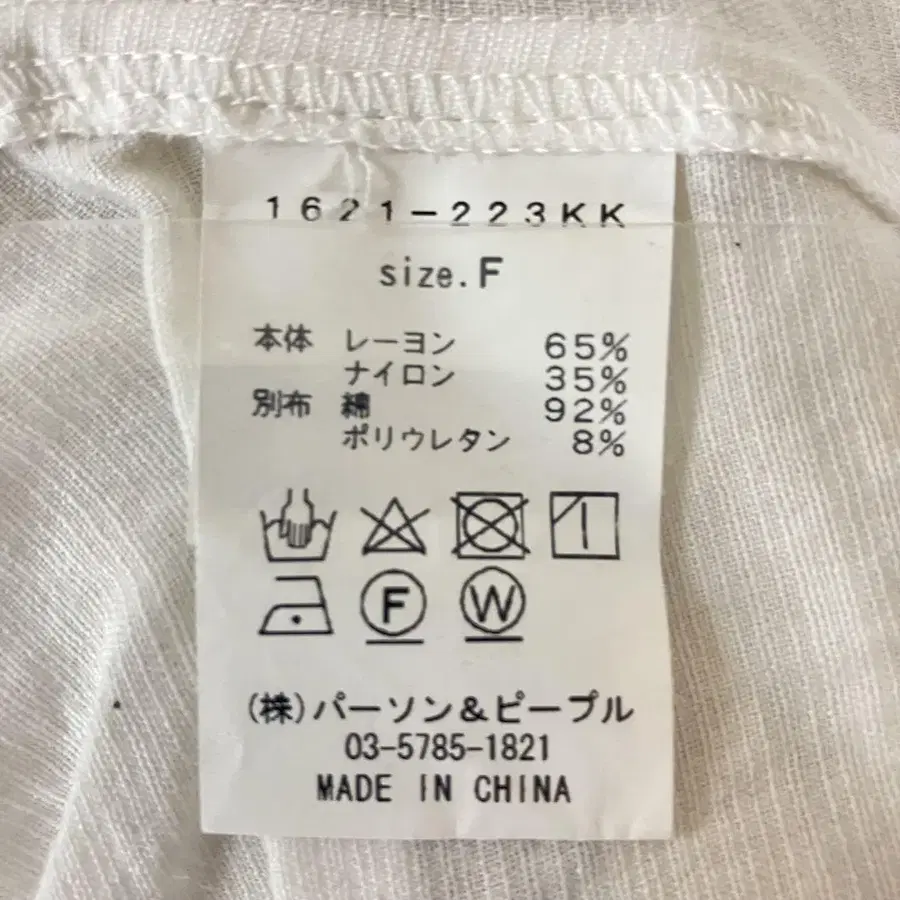 1621-223KK
size.F
本体 レーヨン 65%
ナイロン 35%
別布 綿 92%
ポリウレタン 8%
F W
(株)パーソン&ピープル
03-5785-1821
MADE IN CHINA